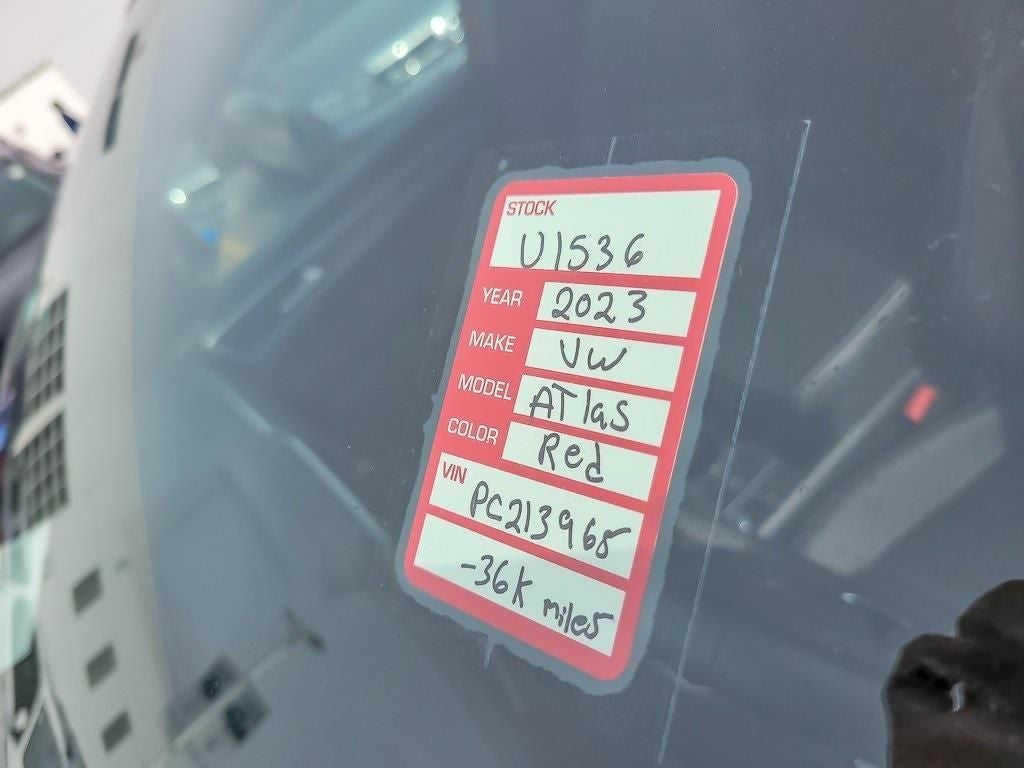 STOCK
U1536
YEAR 2023
MAKE VW
MODEL ATlas
COLOR Red
VIN PC213965
-36K miles